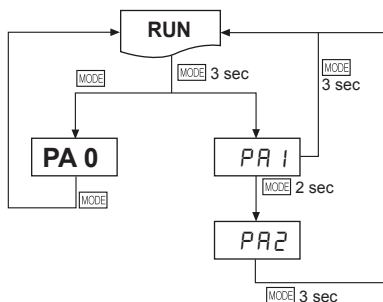 RUN
MODE
MODE 3 sec
MODE
3 sec
PA 0
PA 1
MODE
MODE 2 sec
PA2
MODE 3 sec